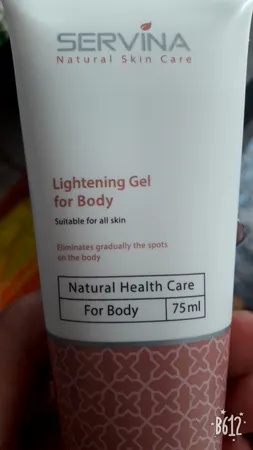 SERVINA
Natural Skin Care
Lightening Gel
for Body
Suitable for all skin
Eliminates gradually the spots
on the body
Natural Health Care
For Body 75ml
B612